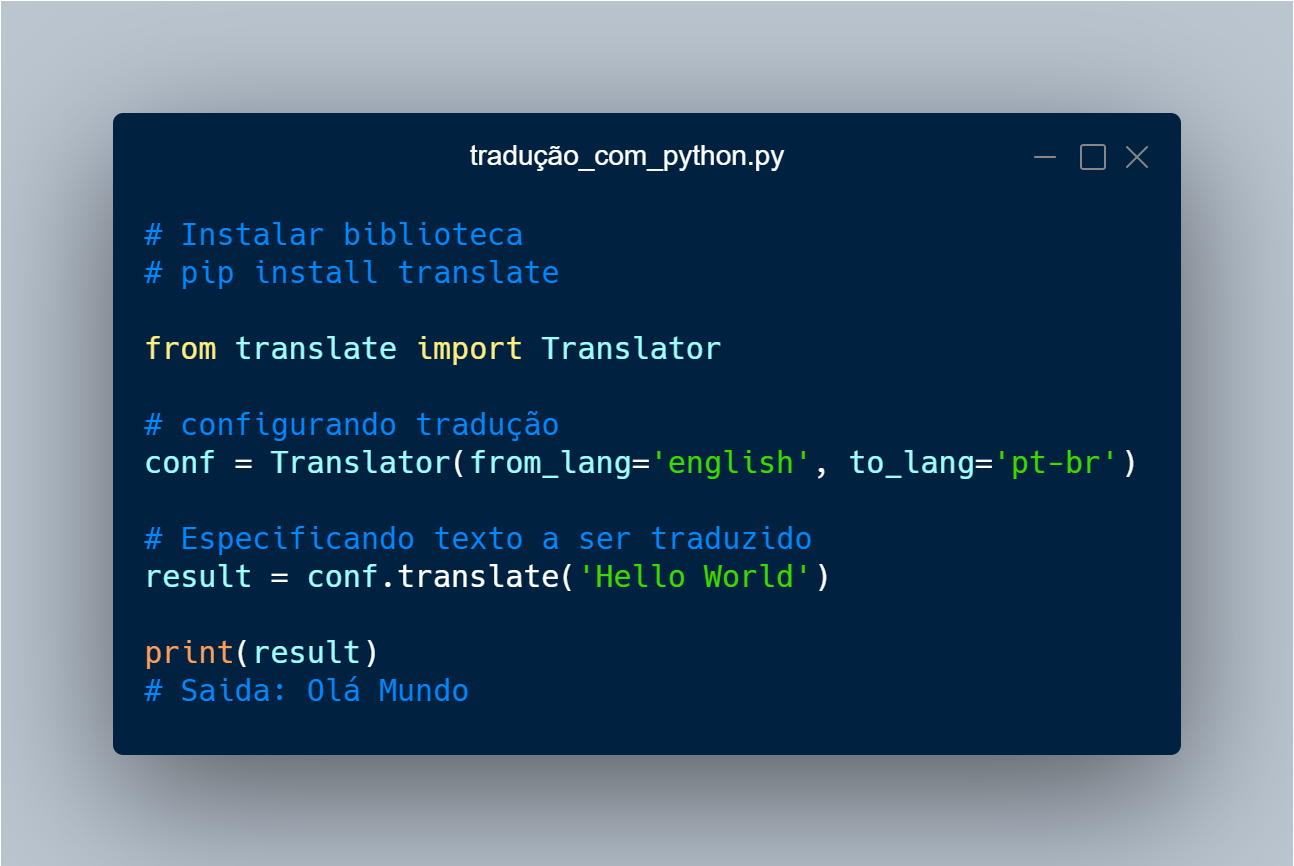 tradução_com_python.py
# Instalar biblioteca
# pip install translate
from translate import Translator
# configurando tradução
conf = Translator(from_lang='english', to_lang='pt-br')
# Especificando texto a ser traduzido
result = conf.translate('Hello World')
print(result)
# Saida: Olá Mundo